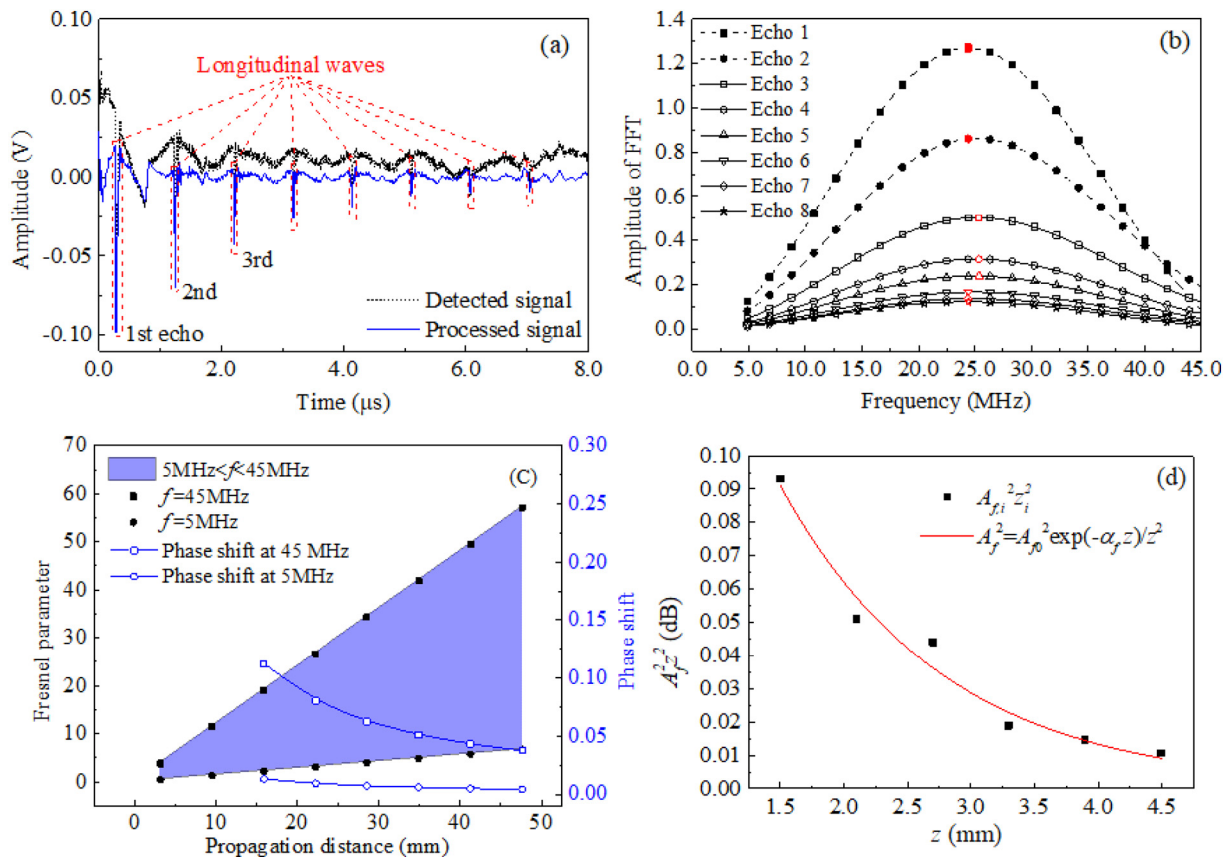 (a)
0.10
0.05
0.00
-0.05
-0.10
Amplitude (V)
Longitudinal waves
1st echo
2nd
3rd
Detected signal
Processed signal
0.0 2.0 4.0 6.0 8.0
Time (μs)
(b)
1.4
1.2
1.0
0.8
0.6
0.4
0.2
0.0
Amplitude of FFT
Echo 1
Echo 2
Echo 3
Echo 4
Echo 5
Echo 6
Echo 7
Echo 8
0.0 5.0 10.0 15.0 20.0 25.0 30.0 35.0 40.0 45.0
Frequency (MHz)
(C)
70
60
50
40
30
20
10
0
Fresnel parameter
5MHz<f<45MHz
f=45MHz
f=5MHz
Phase shift at 45 MHz
Phase shift at 5MHz
0.30
0.25
0.20
0.15
0.10
0.05
0.00
Phase shift
0 10 20 30 40 50
Propagation distance (mm)
(d)
0.10
0.09
0.08
0.07
0.06
0.05
0.04
0.03
0.02
0.01
0.00
A_f²z² (dB)
A_{f,i}²z_i²
A_f²=A_{f0}²exp(-α_f z)/z²
1.5 2.0 2.5 3.0 3.5 4.0 4.5
z (mm)